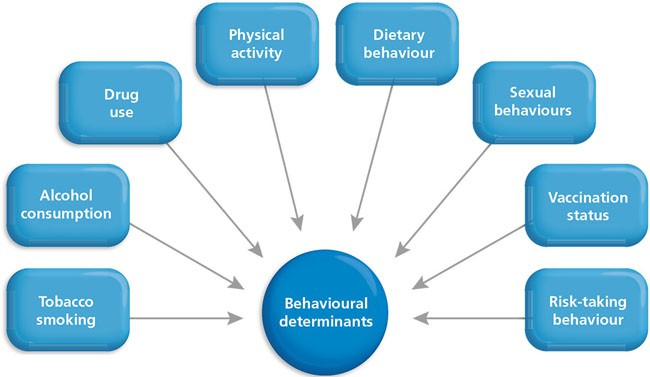 Physical
activity
Dietary
behaviour
Drug
use
Sexual
behaviours
Alcohol
consumption
Vaccination
status
Tobacco
smoking
Behavioural
determinants
Risk-taking
behaviour